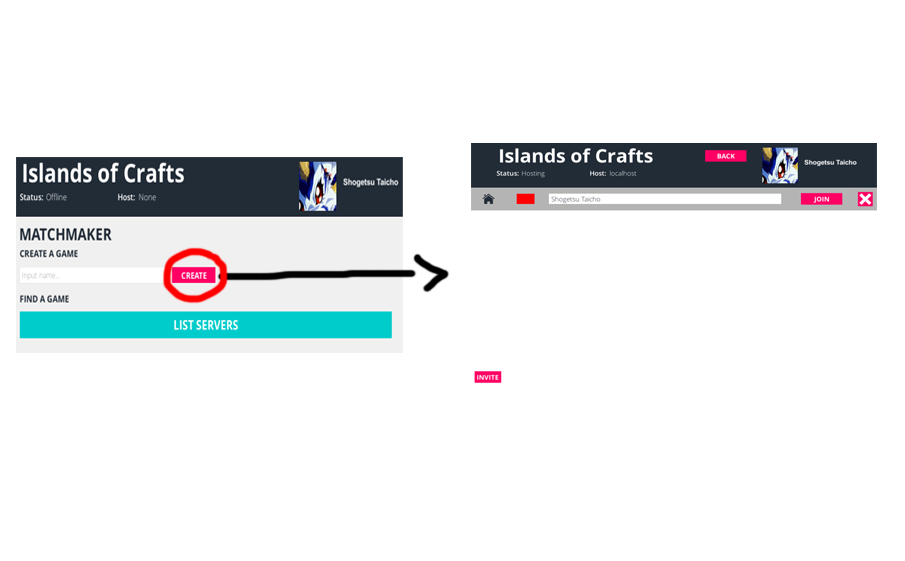 Islands of Crafts
Status: Offline
Host: None
Shogetsu Taicho
MATCHMAKER
CREATE A GAME
Input name...
CREATE
FIND A GAME
LIST SERVERS
Islands of Crafts
BACK
Status: Hosting
Host: localhost
Shogetsu Taicho
Shogetsu Taicho
JOIN
INVITE